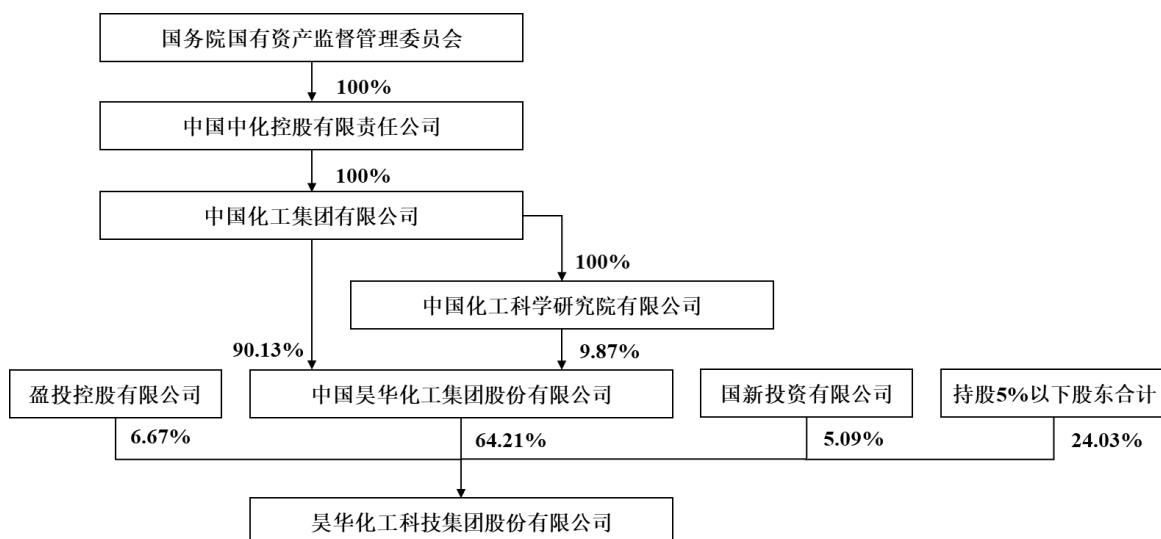 国务院国有资产监督管理委员会
100%
中国中化控股有限责任公司
100%
中国化工集团有限公司
100%
中国化工科学研究院有限公司
90.13%
9.87%
盈投控股有限公司
中国昊华化工集团股份有限公司
国新投资有限公司
持股5%以下股东合计
6.67%
64.21%
5.09%
24.03%
昊华化工科技集团股份有限公司